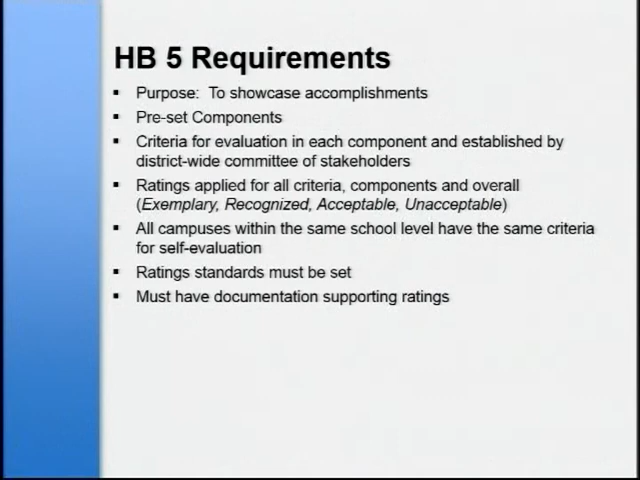 HB 5 Requirements
▪ Purpose: To showcase accomplishments
▪ Pre-set Components
▪ Criteria for evaluation in each component and established by
district-wide committee of stakeholders
▪ Ratings applied for all criteria, components and overall
(Exemplary, Recognized, Acceptable, Unacceptable)
▪ All campuses within the same school level have the same criteria
for self-evaluation
▪ Ratings standards must be set
▪ Must have documentation supporting ratings